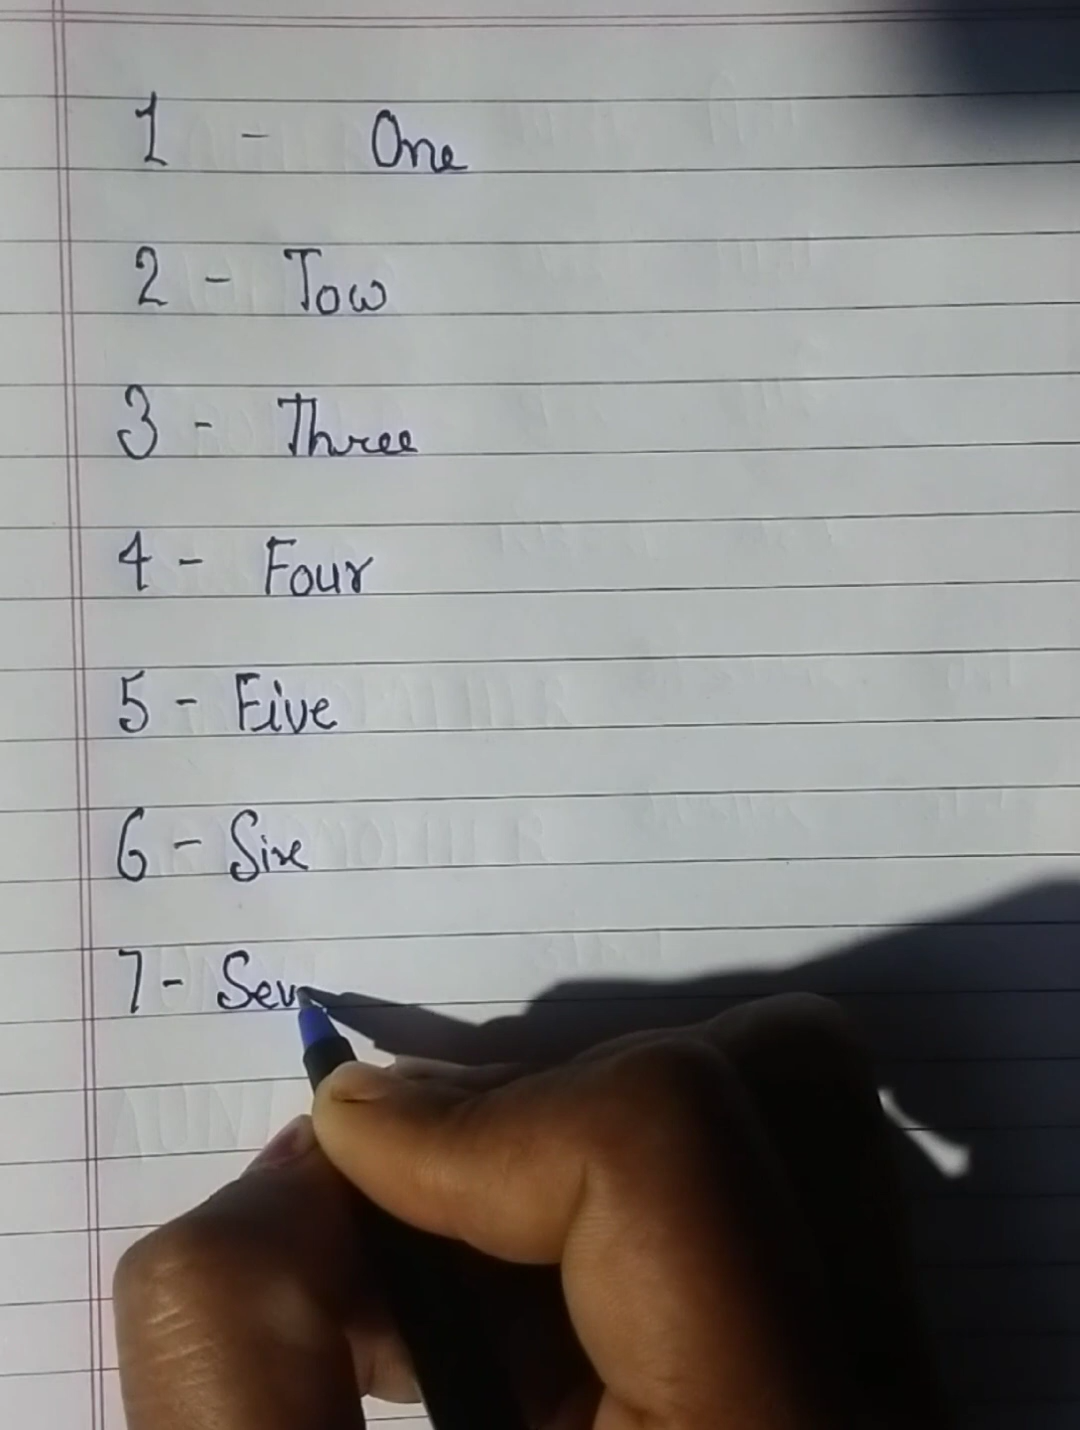 1 - One
2 - Tow
3 - Three
4 - Four
5 - Five
6 - Six
7 - Sev